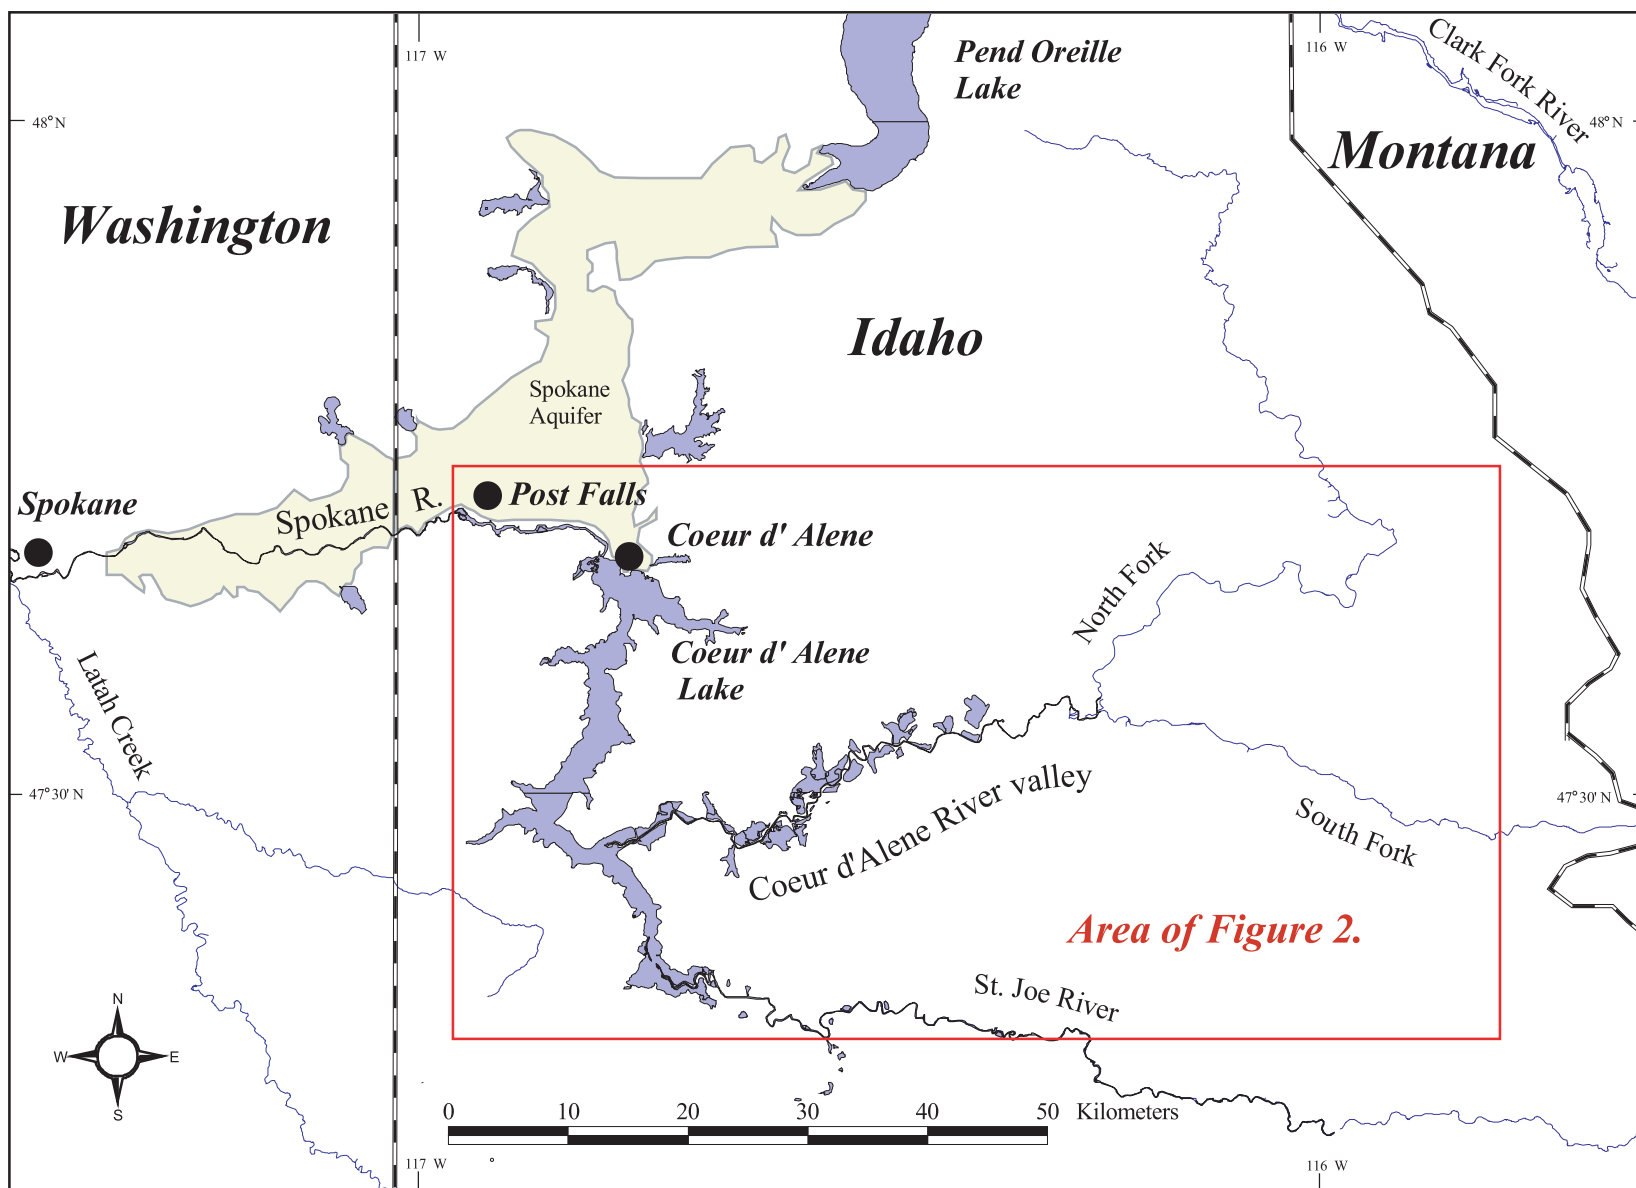 117 W
116 W
Pend Oreille
Lake
Clark Fork River
48°N
48°N
Montana
Washington
Idaho
Spokane
Aquifer
Spokane
Spokane R.
Post Falls
Coeur d' Alene
North Fork
Coeur d' Alene
Lake
Latah Creek
47°30' N
47°30' N
Coeur d'Alene River valley
South Fork
Area of Figure 2.
St. Joe River
N
W E
S
0 10 20 30 40 50 Kilometers
117 W
116 W